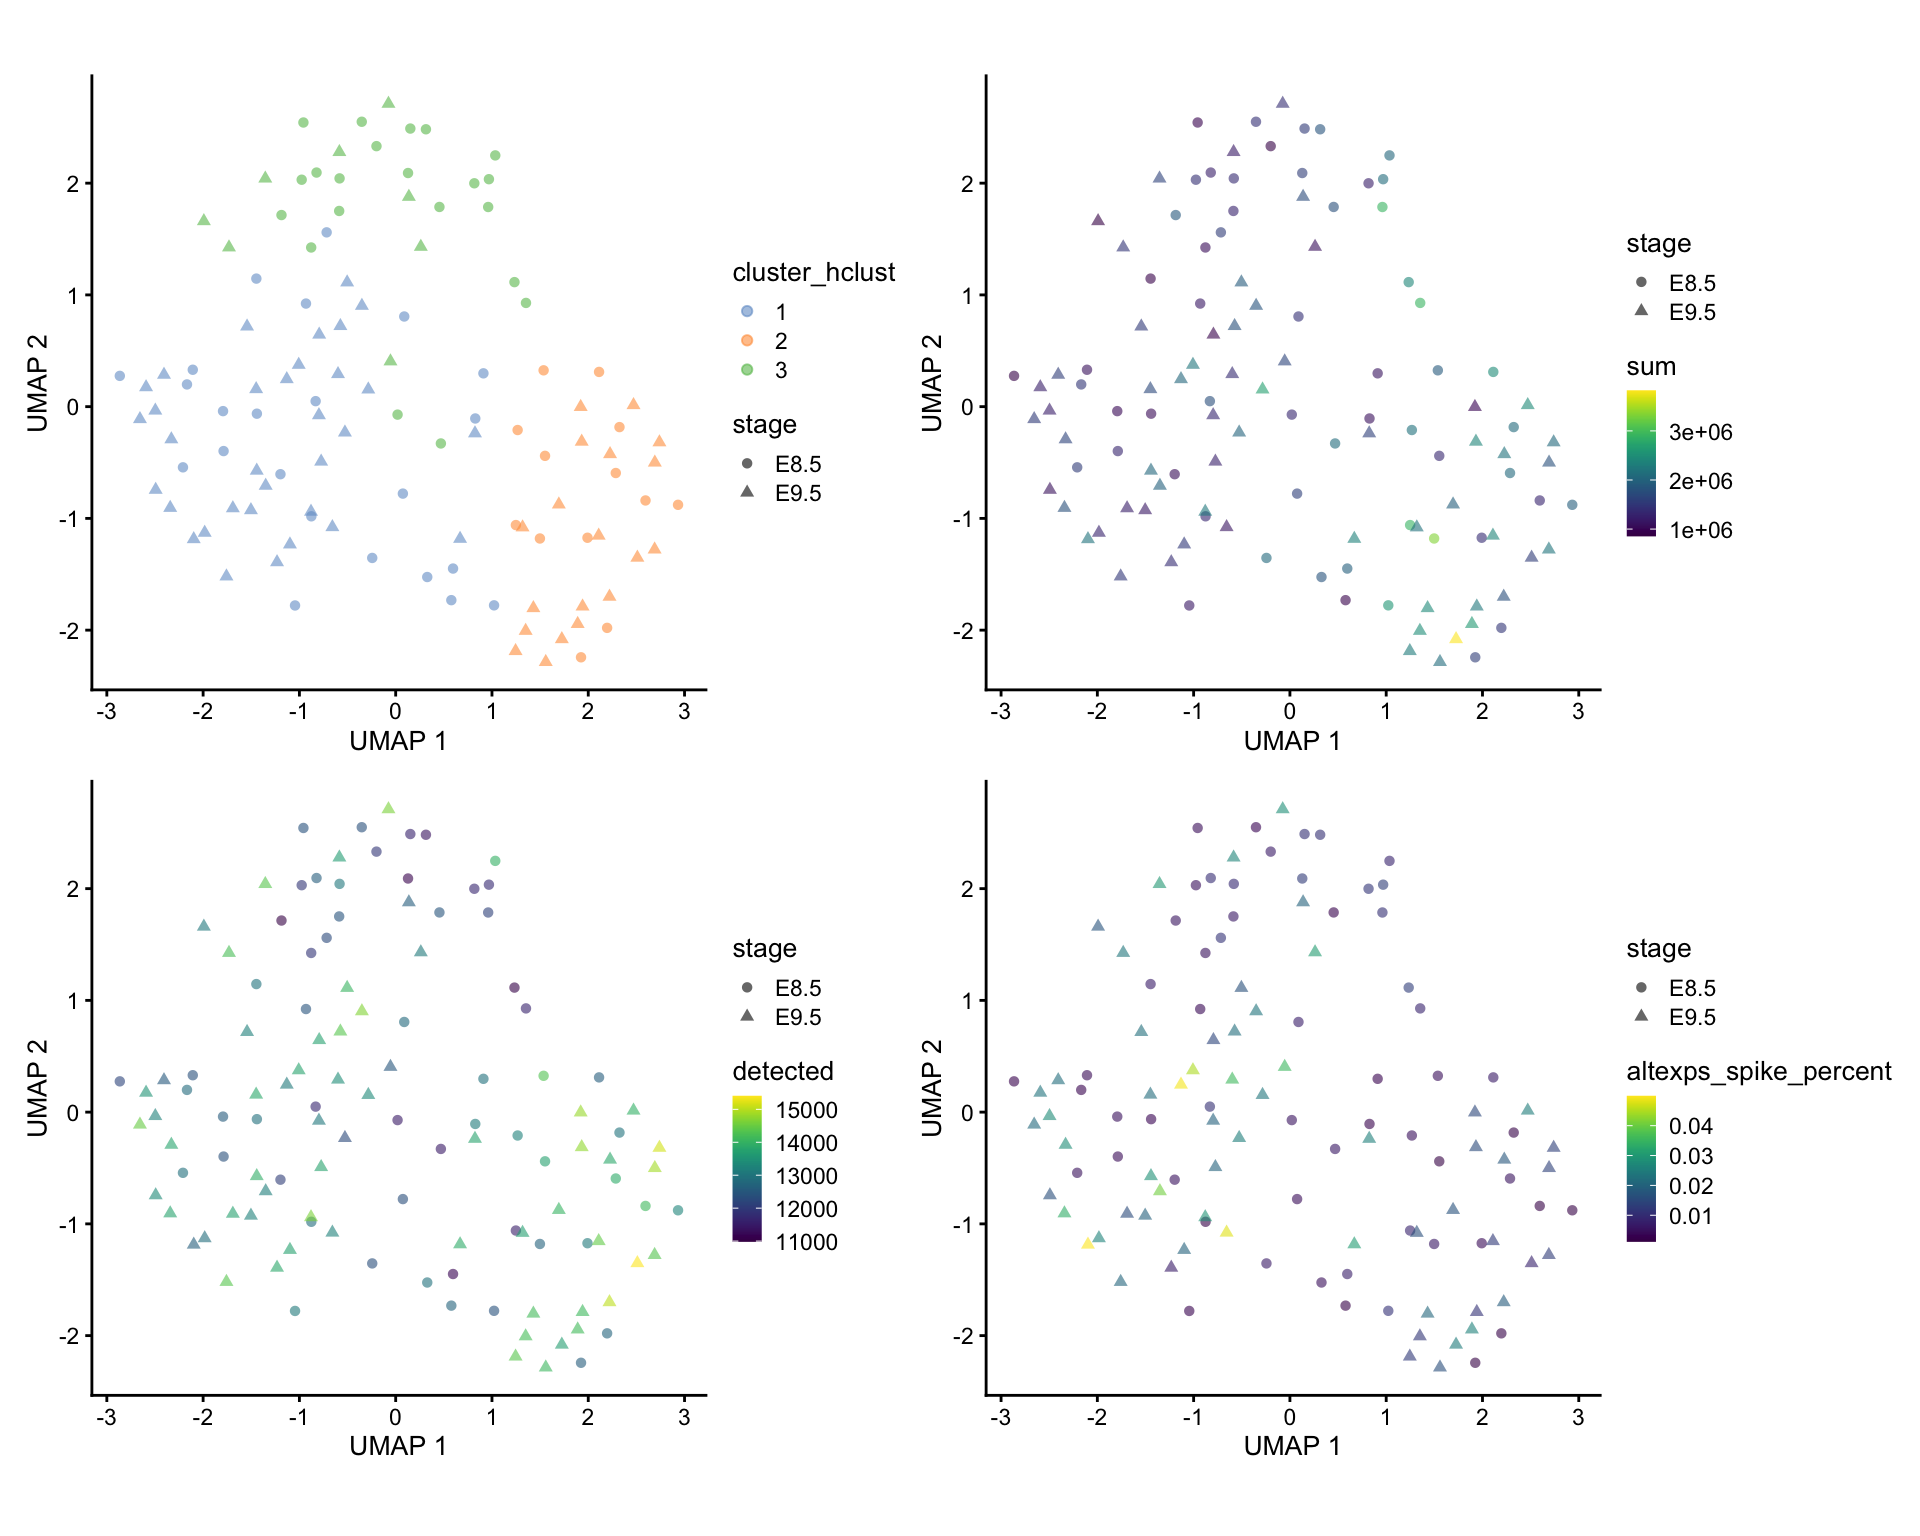 UMAP 2
2
1
0
-1
-2
-3 -2 -1 0 1 2 3
UMAP 1
cluster_hclust
1
2
3
stage
E8.5
E9.5
UMAP 2
2
1
0
-1
-2
-3 -2 -1 0 1 2 3
UMAP 1
stage
E8.5
E9.5
sum
3e+06
2e+06
1e+06
UMAP 2
2
1
0
-1
-2
-3 -2 -1 0 1 2 3
UMAP 1
stage
E8.5
E9.5
detected
15000
14000
13000
12000
11000
UMAP 2
2
1
0
-1
-2
-3 -2 -1 0 1 2 3
UMAP 1
stage
E8.5
E9.5
altexps_spike_percent
0.04
0.03
0.02
0.01